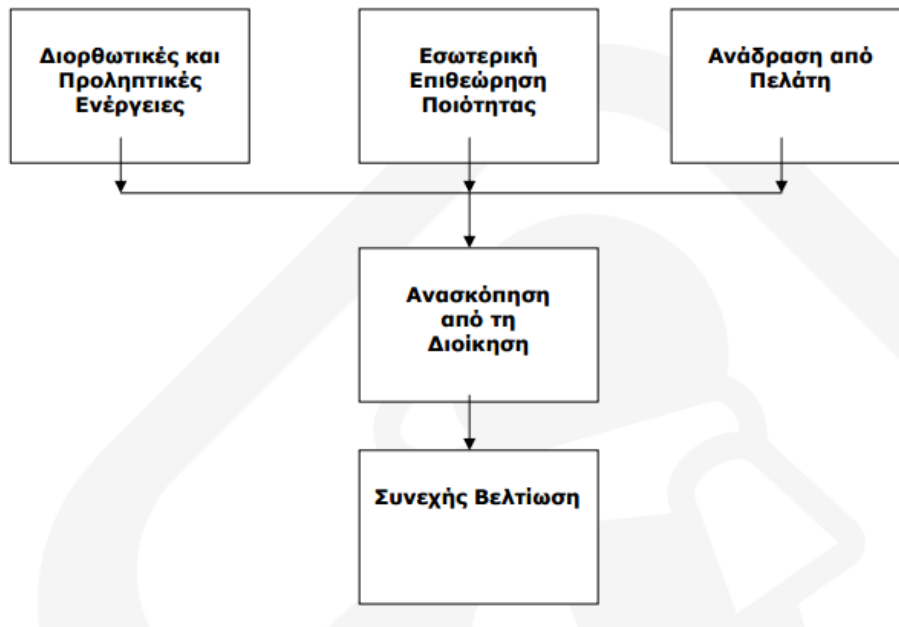 Διορθωτικές και
Προληπτικές
Ενέργειες
Εσωτερική
Επιθεώρηση
Ποιότητας
Ανάδραση από
Πελάτη
Ανασκόπηση
από τη
Διοίκηση
Συνεχής Βελτίωση